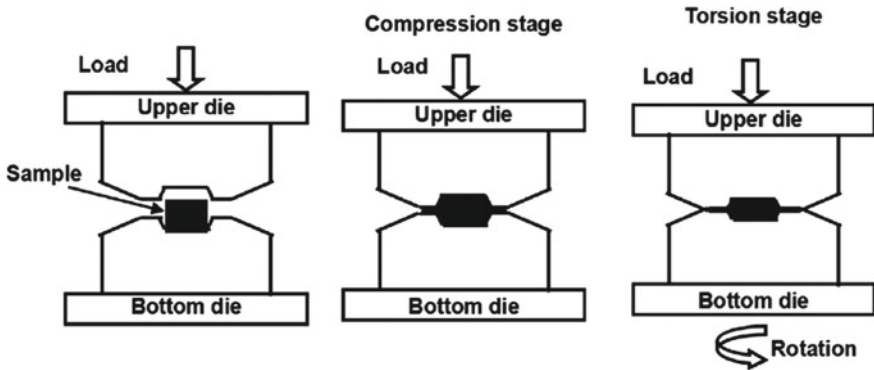 Load
Upper die
Sample
Bottom die
Compression stage
Load
Upper die
Bottom die
Torsion stage
Load
Upper die
Bottom die
Rotation